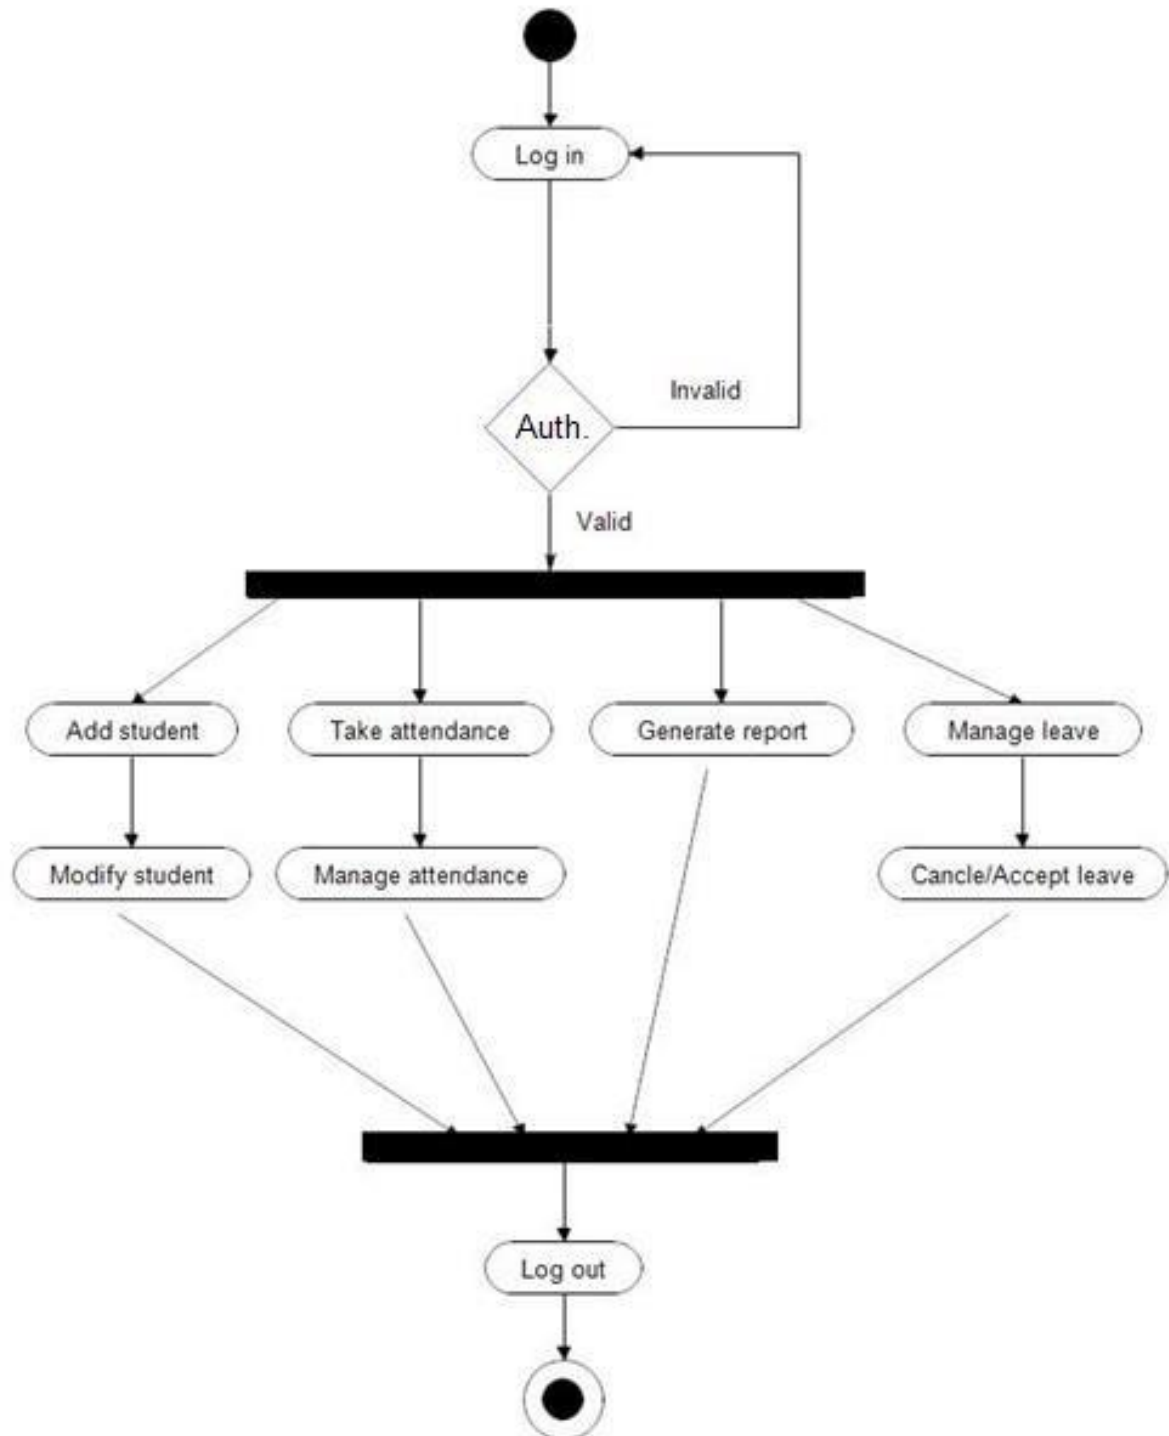 Log in
Invalid
Auth.
Valid
Add student
Take attendance
Generate report
Manage leave
Modify student
Manage attendance
Cancle/Accept leave
Log out